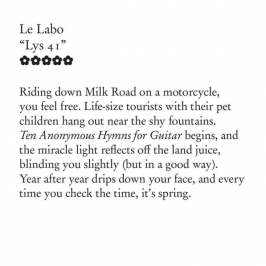 Le Labo
“Lys 41”
✿✿✿✿✿
Riding down Milk Road on a motorcycle,
you feel free. Life-size tourists with their pet
children hang out near the shy fountains.
Ten Anonymous Hymns for Guitar begins, and
the miracle light reflects off the land juice,
blinding you slightly (but in a good way).
Year after year drips down your face, and every
time you check the time, it’s spring.